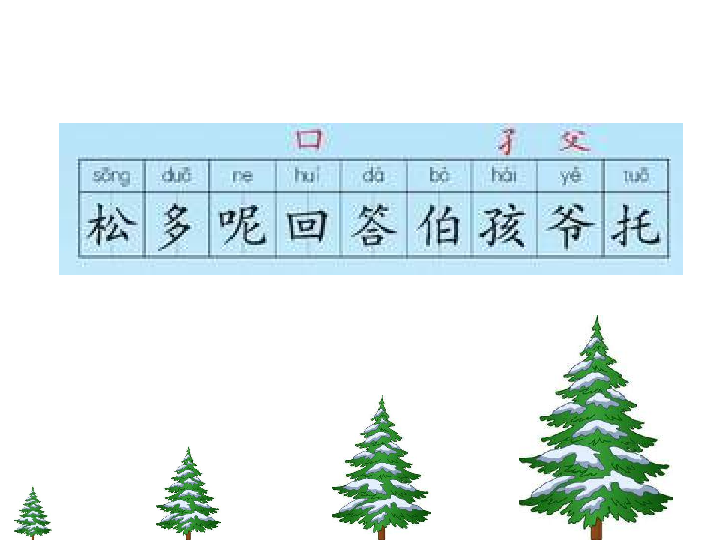 口 孑 父
sōng duō ne huí dá bó hái yé tuō
松 多 呢 回 答 伯 孩 爷 托